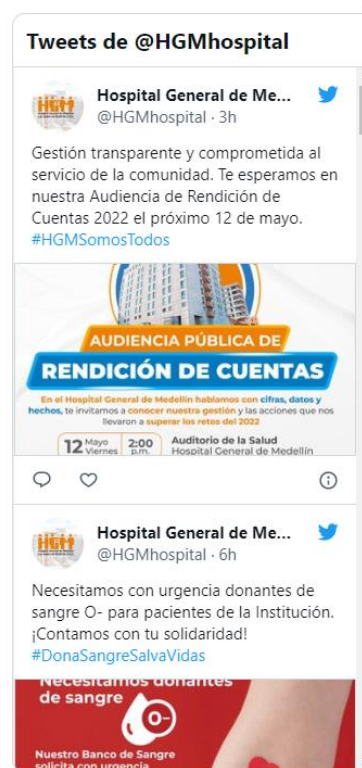 Tweets de @HGMhospital
Hospital General de Me...
@HGMhospital · 3h
Gestión transparente y comprometida al
servicio de la comunidad. Te esperamos en
nuestra Audiencia de Rendición de
Cuentas 2022 el próximo 12 de mayo.
#HGMSomosTodos
AUDIENCIA PÚBLICA DE
RENDICIÓN DE CUENTAS
En el Hospital General de Medellín hablamos con cifras, datos y
hechos, te invitamos a conocer nuestra gestión y las acciones que nos
llevaron a superar los retos del 2022
12 Mayo Viernes 2:00 p.m. Auditorio de la Salud
Hospital General de Medellín
Hospital General de Me...
@HGMhospital · 6h
Necesitamos con urgencia donantes de
sangre O- para pacientes de la Institución.
¡Contamos con tu solidaridad!
#DonaSangreSalvaVidas
Necesitamos donantes
de sangre
O-
Nuestro Banco de Sangre
solicita con urgencia